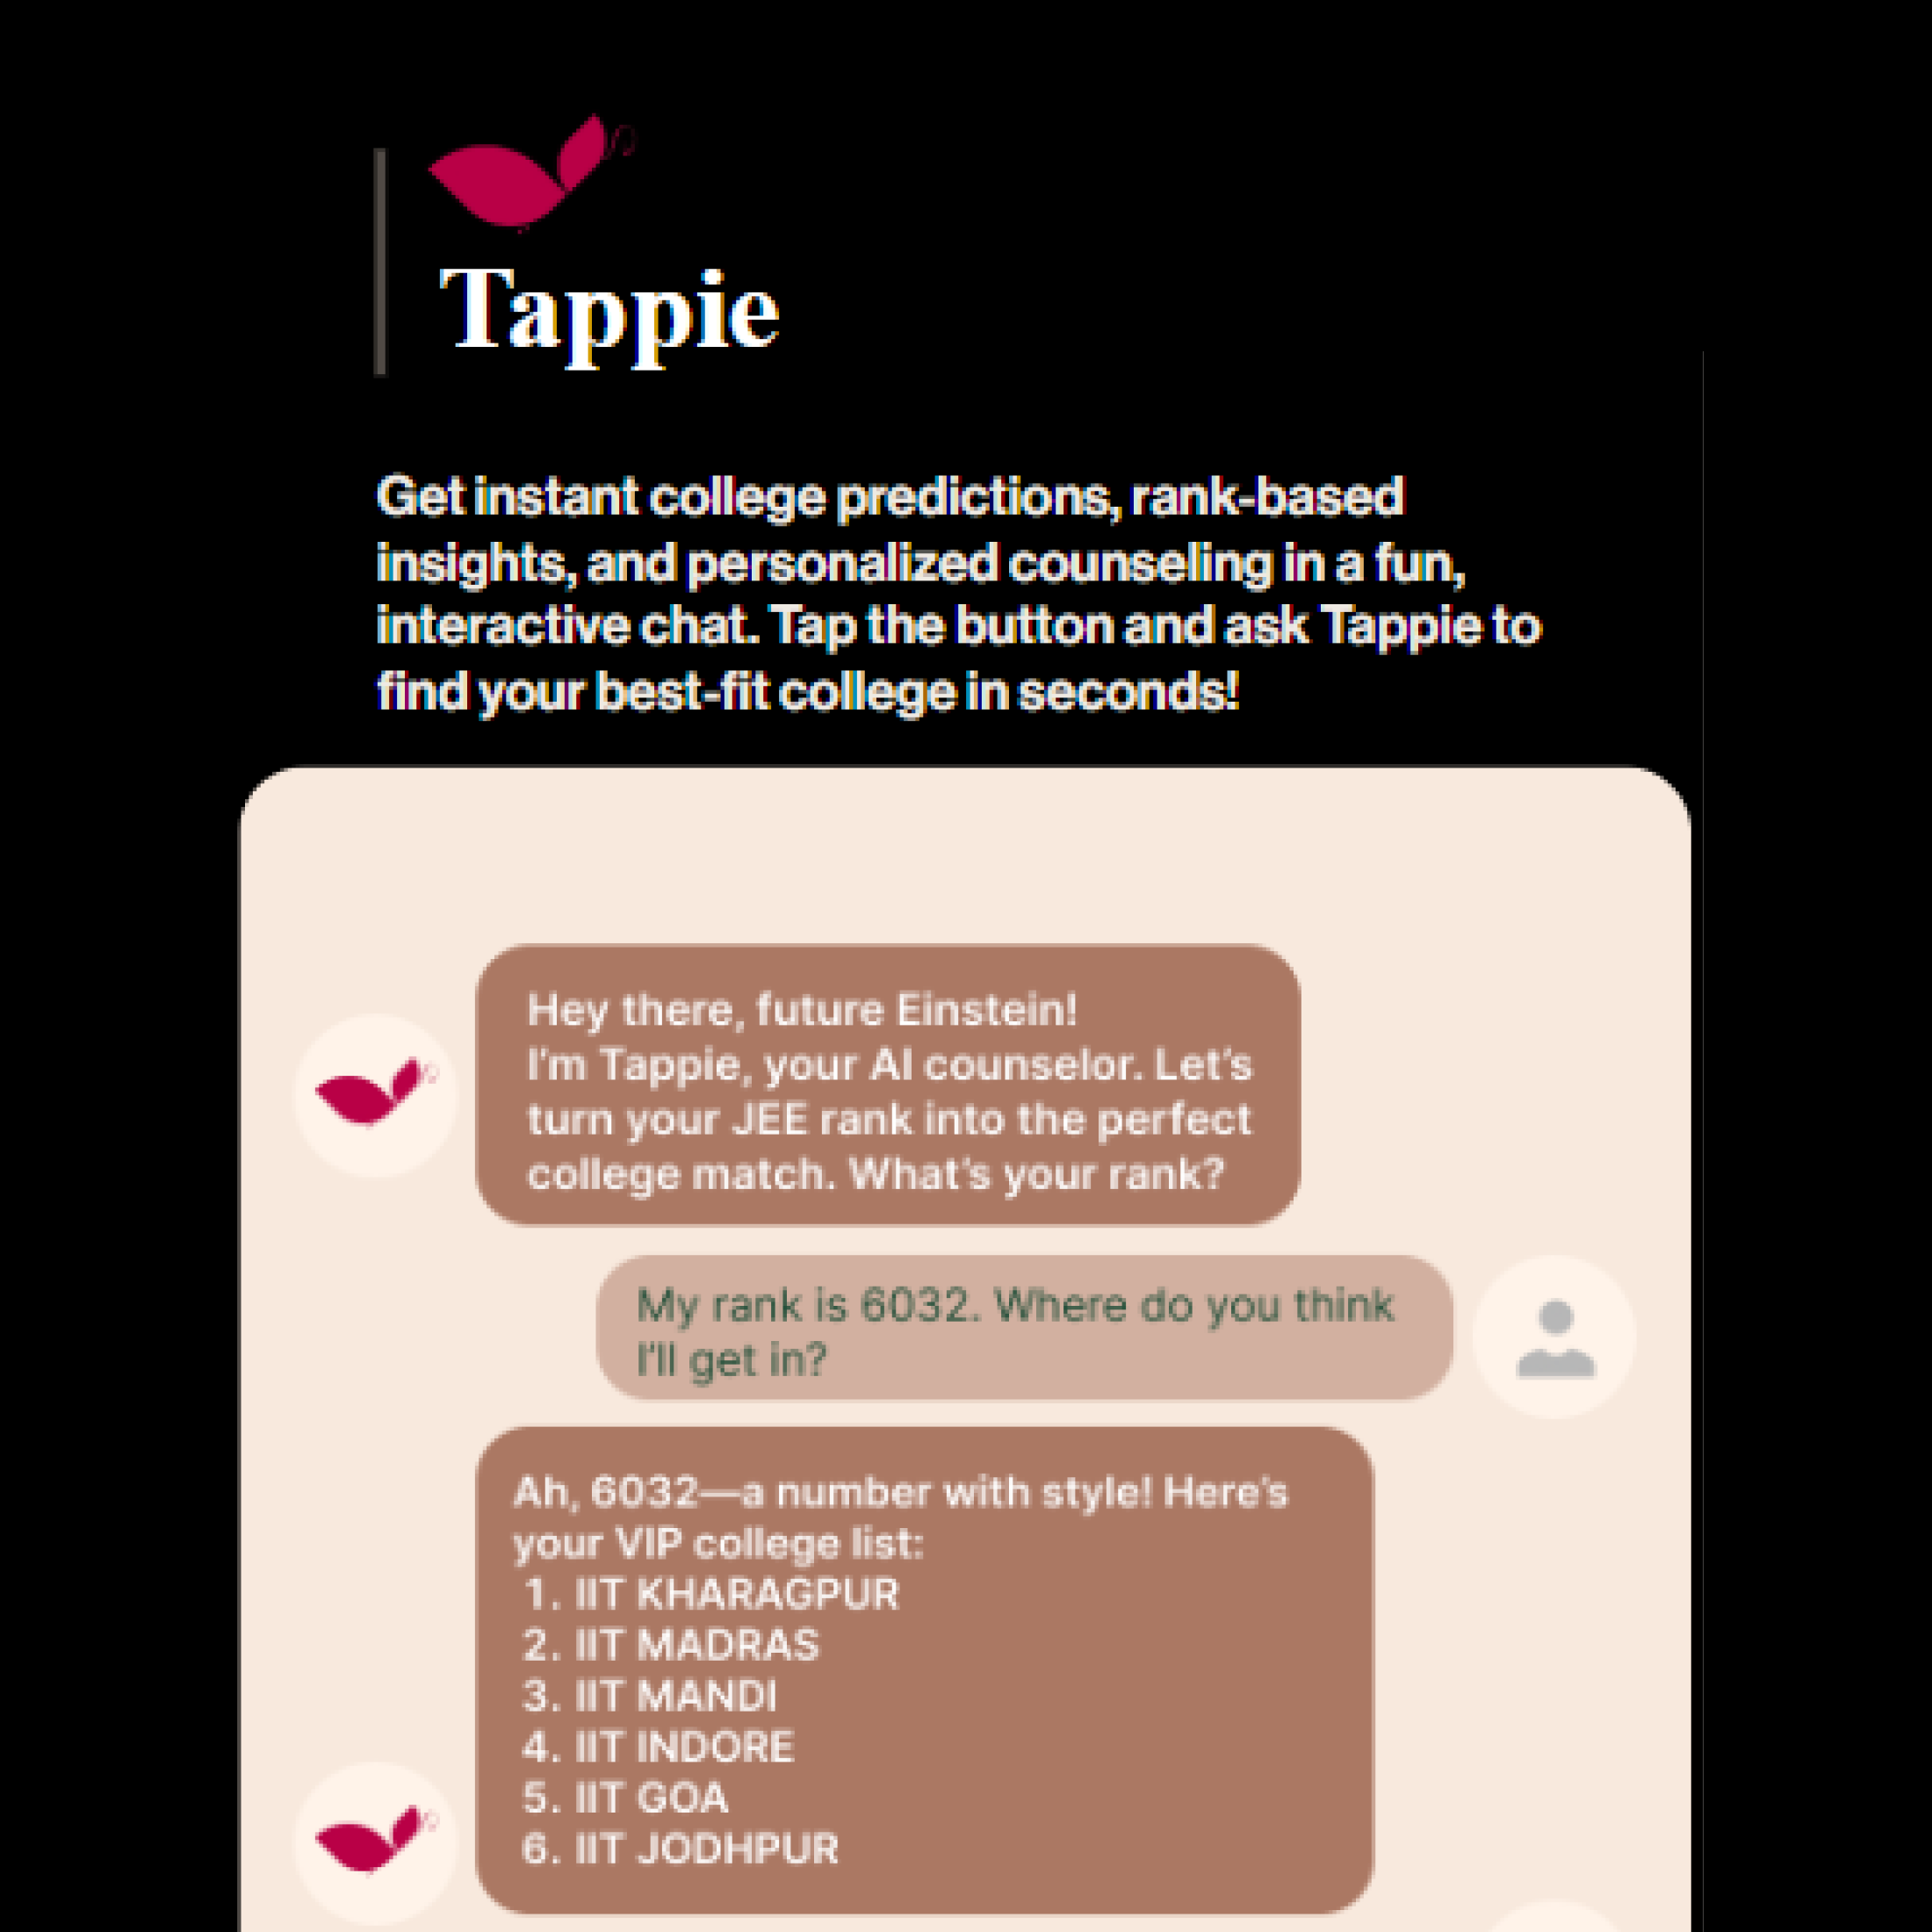 Tappie
Get instant college predictions, rank-based
insights, and personalized counseling in a fun,
interactive chat. Tap the button and ask Tappie to
find your best-fit college in seconds!
Hey there, future Einstein!
I'm Tappie, your AI counselor. Let's
turn your JEE rank into the perfect
college match. What's your rank?
My rank is 6032. Where do you think
I'll get in?
Ah, 6032—a number with style! Here's
your VIP college list:
1. IIT KHARAGPUR
2. IIT MADRAS
3. IIT MANDI
4. IIT INDORE
5. IIT GOA
6. IIT JODHPUR